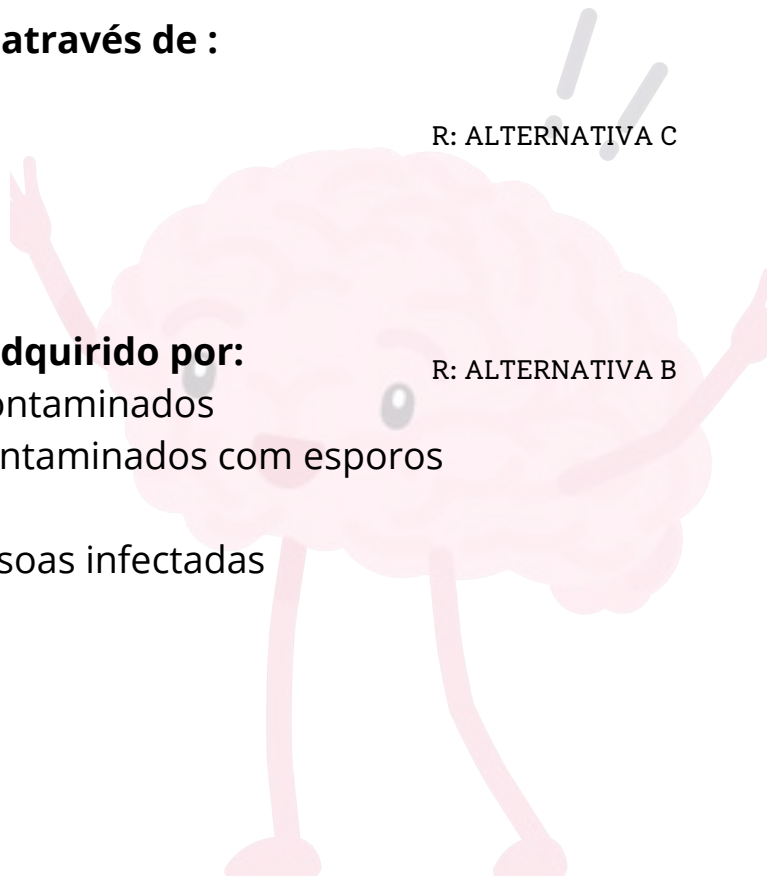 através de :
R: ALTERNATIVA C
dquirido por:
R: ALTERNATIVA B
ontaminados
ntaminados com esporos
soas infectadas